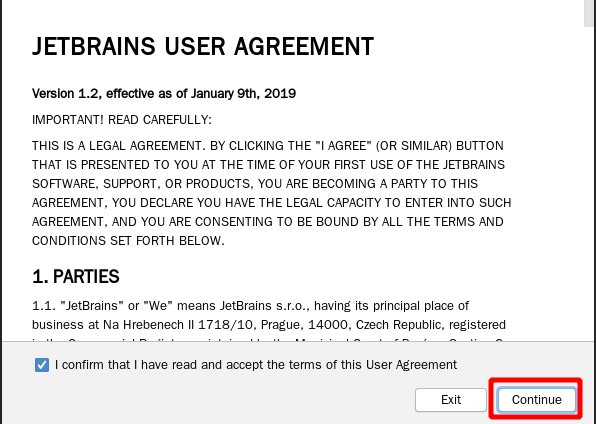 JETBRAINS USER AGREEMENT
Version 1.2, effective as of January 9th, 2019
IMPORTANT! READ CAREFULLY:
THIS IS A LEGAL AGREEMENT. BY CLICKING THE "I AGREE" (OR SIMILAR) BUTTON
THAT IS PRESENTED TO YOU AT THE TIME OF YOUR FIRST USE OF THE JETBRAINS
SOFTWARE, SUPPORT, OR PRODUCTS, YOU ARE BECOMING A PARTY TO THIS
AGREEMENT, YOU DECLARE YOU HAVE THE LEGAL CAPACITY TO ENTER INTO SUCH
AGREEMENT, AND YOU ARE CONSENTING TO BE BOUND BY ALL THE TERMS AND
CONDITIONS SET FORTH BELOW.
1. PARTIES
1.1. "JetBrains" or "We" means JetBrains s.r.o., having its principal place of
business at Na Hrebenech II 1718/10, Prague, 14000, Czech Republic, registered
I confirm that I have read and accept the terms of this User Agreement
Exit
Continue